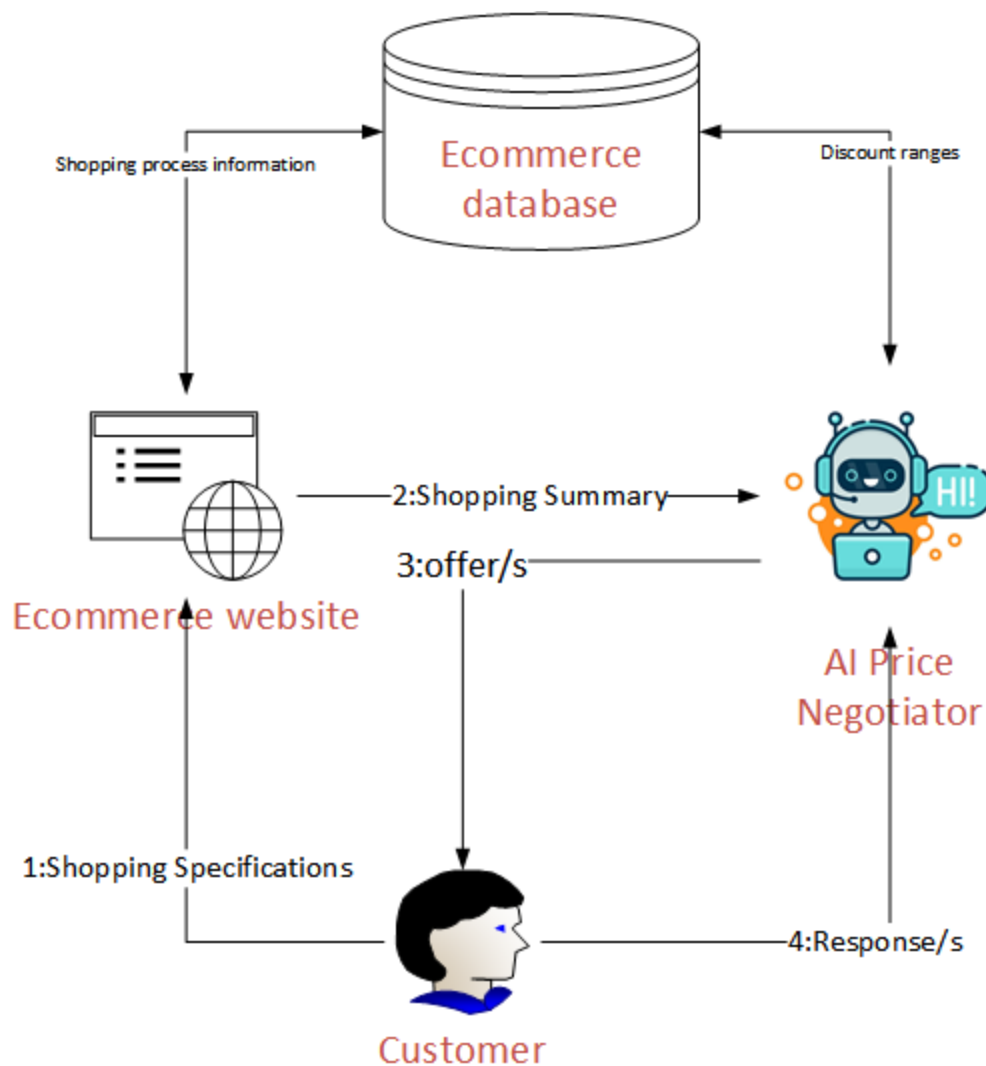 Ecommerce
database
Shopping process information
Discount ranges
HI!
2:Shopping Summary
3:offer/s
Ecommerce website
AI Price
Negotiator
1:Shopping Specifications
4:Response/s
Customer